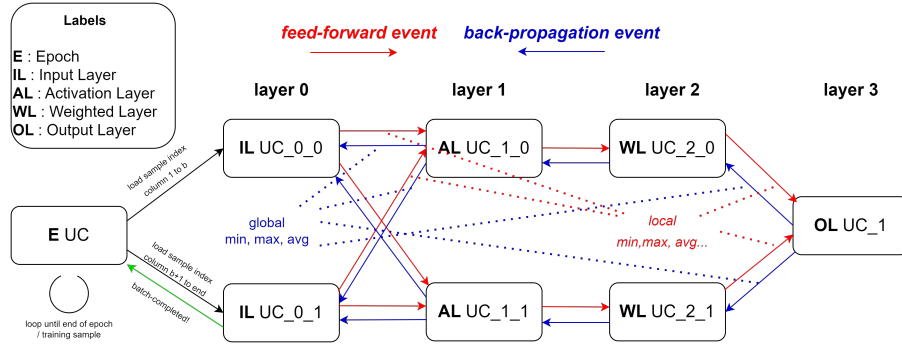 Labels
E : Epoch
IL : Input Layer
AL : Activation Layer
WL : Weighted Layer
OL : Output Layer
feed-forward event
back-propagation event
layer 0
layer 1
layer 2
layer 3
load sample index
column 1 to b
IL UC_0_0
AL UC_1_0
WL UC_2_0
global
min, max, avg
local
min,max, avg...
E UC
OL UC_1
load sample index
column b+1 to end
batch-completed!
IL UC_0_1
AL UC_1_1
WL UC_2_1
loop until end of epoch
/ training sample